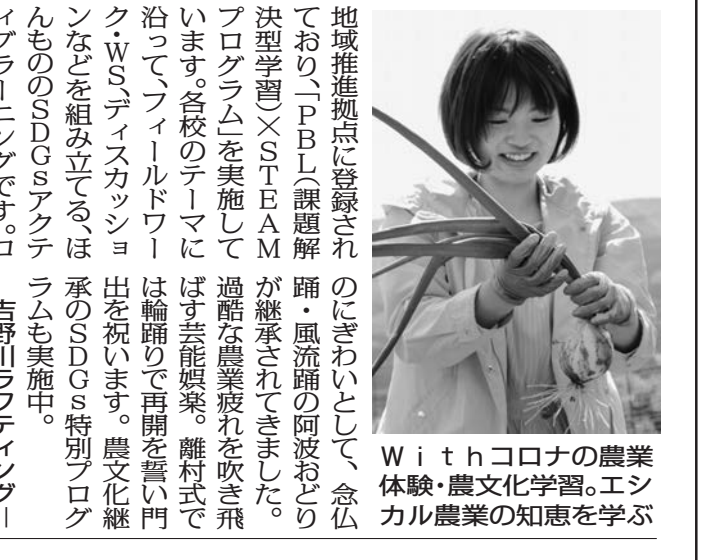 地域推進拠点に登録され
ており、「PBL(課題解
決型学習)×STEAM
プログラム」を実施して
います。各校のテーマに
沿って、フィールドワー
ク・WS、ディスカッショ
ンなどを組み立てる、ほ
んもののSDGsアクテ
ィブラーニングです。コ
のにぎわいとして、念仏
踊・風流踊の阿波おどり
が継承されてきました。
過酷な農業疲れを吹き飛
ばす芸能娯楽。離村式で
は輪踊りで再開を誓い門
出を祝います。農文化継
承のSDGs特別プログ
ラムも実施中。
吉野川ラフティング―
Withコロナの農業
体験・農文化学習。エシ
カル農業の知恵を学ぶ